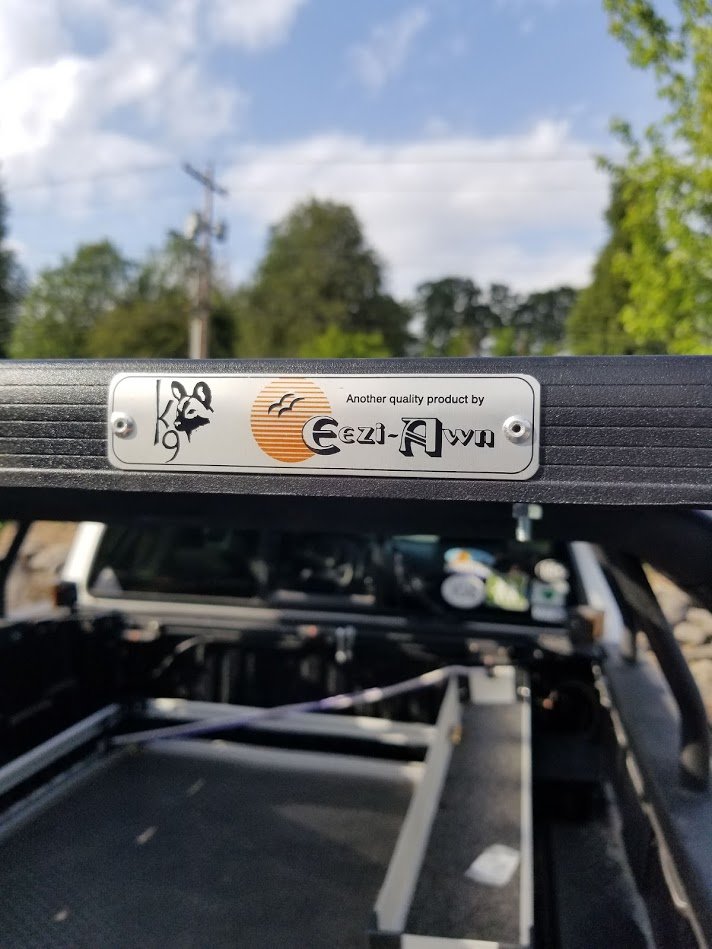 K9
Another quality product by
Eezi-Awn